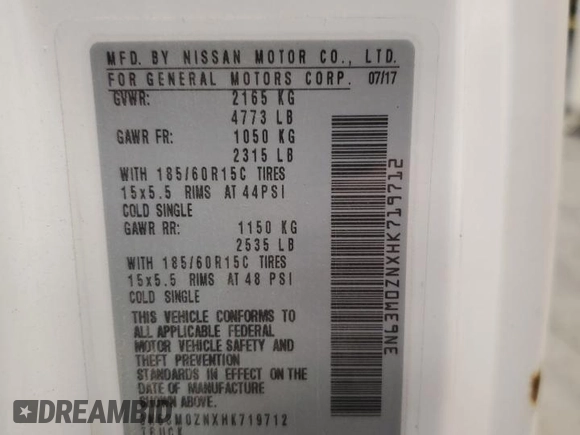 MFD. BY NISSAN MOTOR CO., LTD.
FOR GENERAL MOTORS CORP. 07/17
GVWR: 2165 KG
4773 LB
GAWR FR: 1050 KG
2315 LB
WITH 185/60R15C TIRES
15x5.5 RIMS AT 44PSI
COLD SINGLE
GAWR RR: 1150 KG
2535 LB
WITH 185/60R15C TIRES
15x5.5 RIMS AT 48 PSI
COLD SINGLE
THIS VEHICLE CONFORMS TO
ALL APPLICABLE FEDERAL
MOTOR VEHICLE SAFETY AND
THEFT PREVENTION
STANDARDS IN EFFECT ON THE
DATE OF MANUFACTURE
SHOWN ABOVE.
3N63M0ZNXHK719712
TRUCK
3N63M0ZNXHK719712
DREAMBID